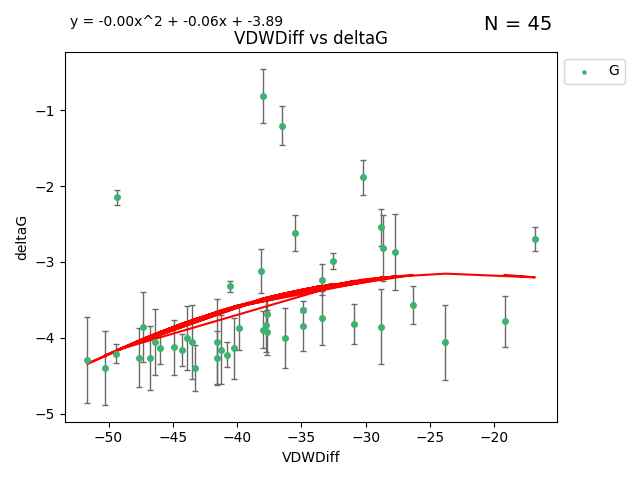 y = -0.00x^2 + -0.06x + -3.89
N = 45
VDWDiff vs deltaG
G
deltaG
−1
−2
−3
−4
−5
−50
−45
−40
−35
−30
−25
−20
VDWDiff